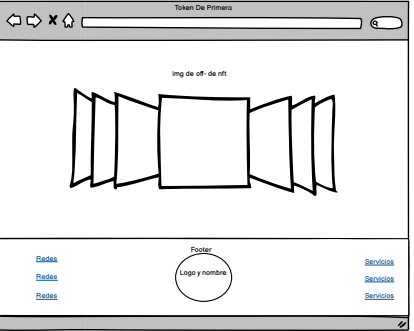 Token De Primero
img de off- de nft
Footer
Redes
Redes
Redes
Logo y nombre
Servicios
Servicios
Servicios